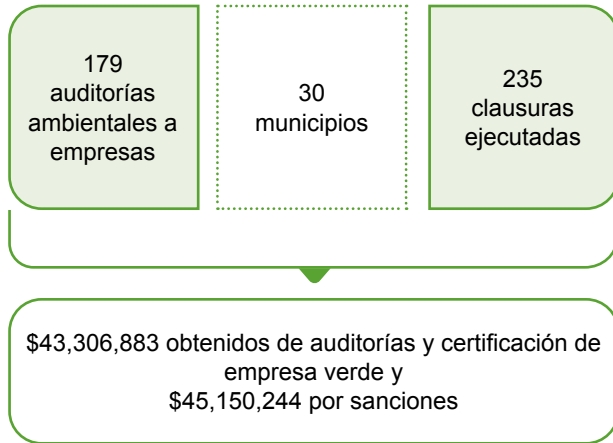 179
auditorías
ambientales a
empresas
30
municipios
235
clausuras
ejecutadas
$43,306,883 obtenidos de auditorías y certificación de
empresa verde y
$45,150,244 por sanciones